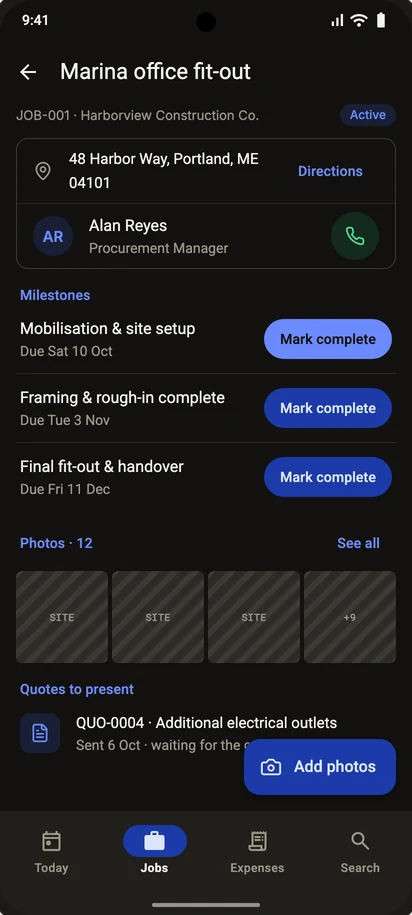 9:41
Marina office fit-out
JOB-001 · Harborview Construction Co.
Active
48 Harbor Way, Portland, ME
04101
Directions
AR
Alan Reyes
Procurement Manager
Milestones
Mobilisation & site setup
Due Sat 10 Oct
Mark complete
Framing & rough-in complete
Due Tue 3 Nov
Mark complete
Final fit-out & handover
Due Fri 11 Dec
Mark complete
Photos · 12
See all
SITE
SITE
SITE
+9
Quotes to present
QUO-0004 · Additional electrical outlets
Sent 6 Oct · waiting for the
Add photos
Today
Jobs
Expenses
Search